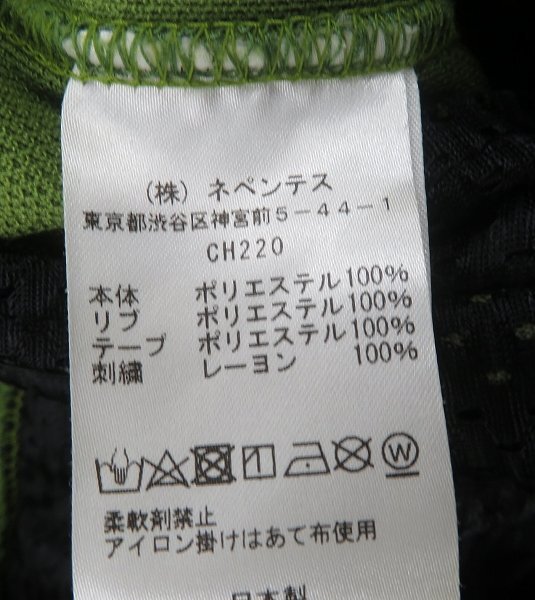 (株) ネペンテス
東京都渋谷区神宮前5-44-1
CH220
本体 ポリエステル100%
リブ ポリエステル100%
テープ ポリエステル100%
刺繍 レーヨン 100%
W
柔軟剤禁止
アイロン掛けはあて布使用
日本製